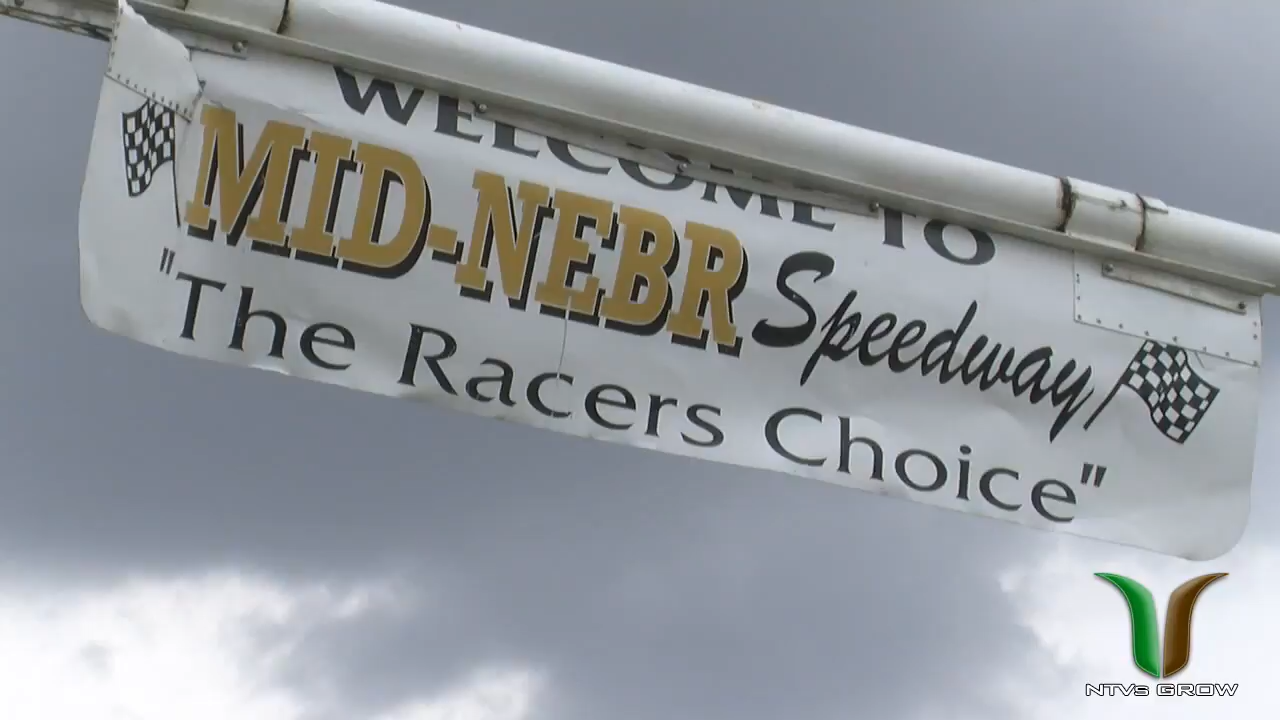 WELCOME TO
MID-NEBR Speedway
"The Racers Choice"
NTVs GROW